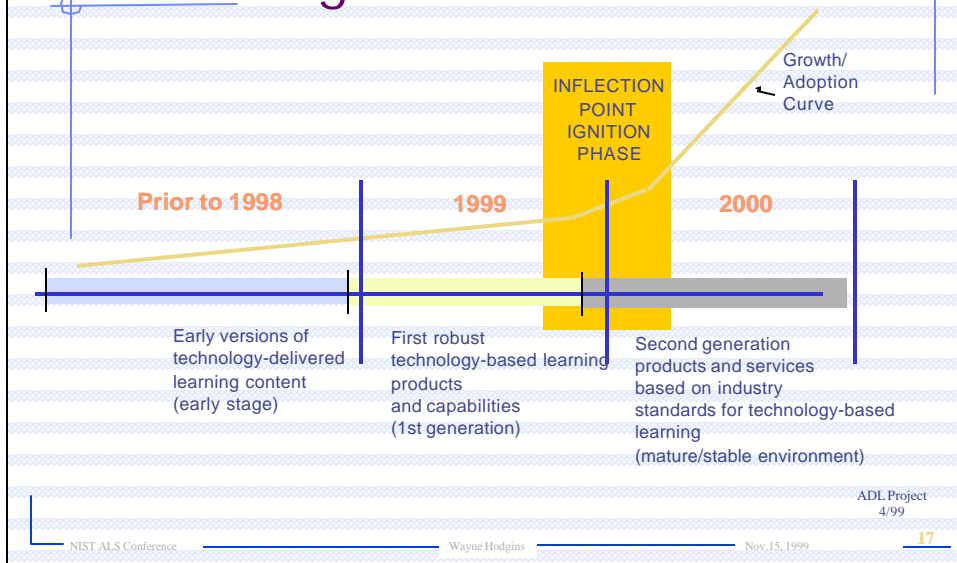 INFLECTION
POINT
IGNITION
PHASE
Growth/
Adoption
Curve
Prior to 1998
1999
2000
Early versions of
technology-delivered
learning content
(early stage)
First robust
technology-based learning
products
and capabilities
(1st generation)
Second generation
products and services
based on industry
standards for technology-based
learning
(mature/stable environment)
ADL Project
4/99
NIST ALS Conference
Wayne Hodgins
Nov.15, 1999
17